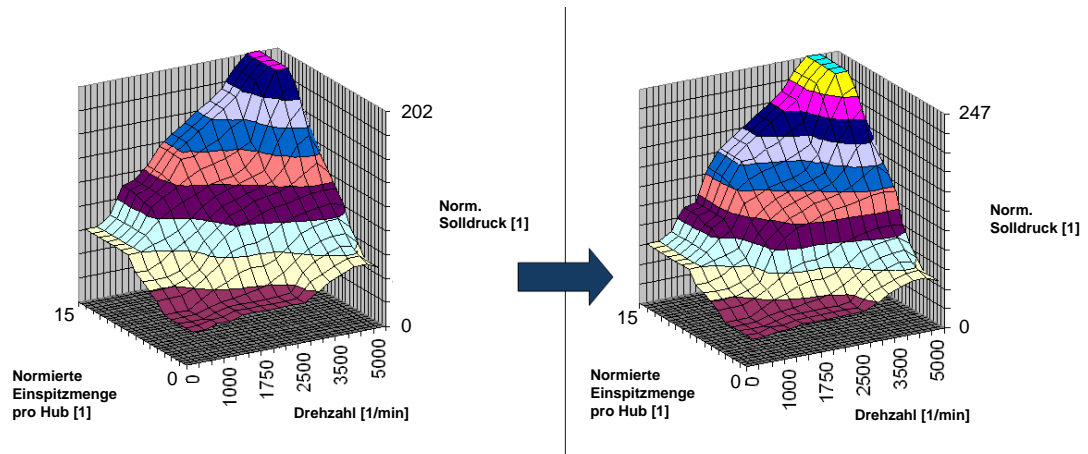 202
Norm.
Solldruck [1]
0
15
0
0
1000
1750
2500
3500
5000
Normierte
Einspitzmenge
pro Hub [1]
Drehzahl [1/min]
247
Norm.
Solldruck [1]
0
15
0
0
1000
1750
2500
3500
5000
Normierte
Einspitzmenge
pro Hub [1]
Drehzahl [1/min]